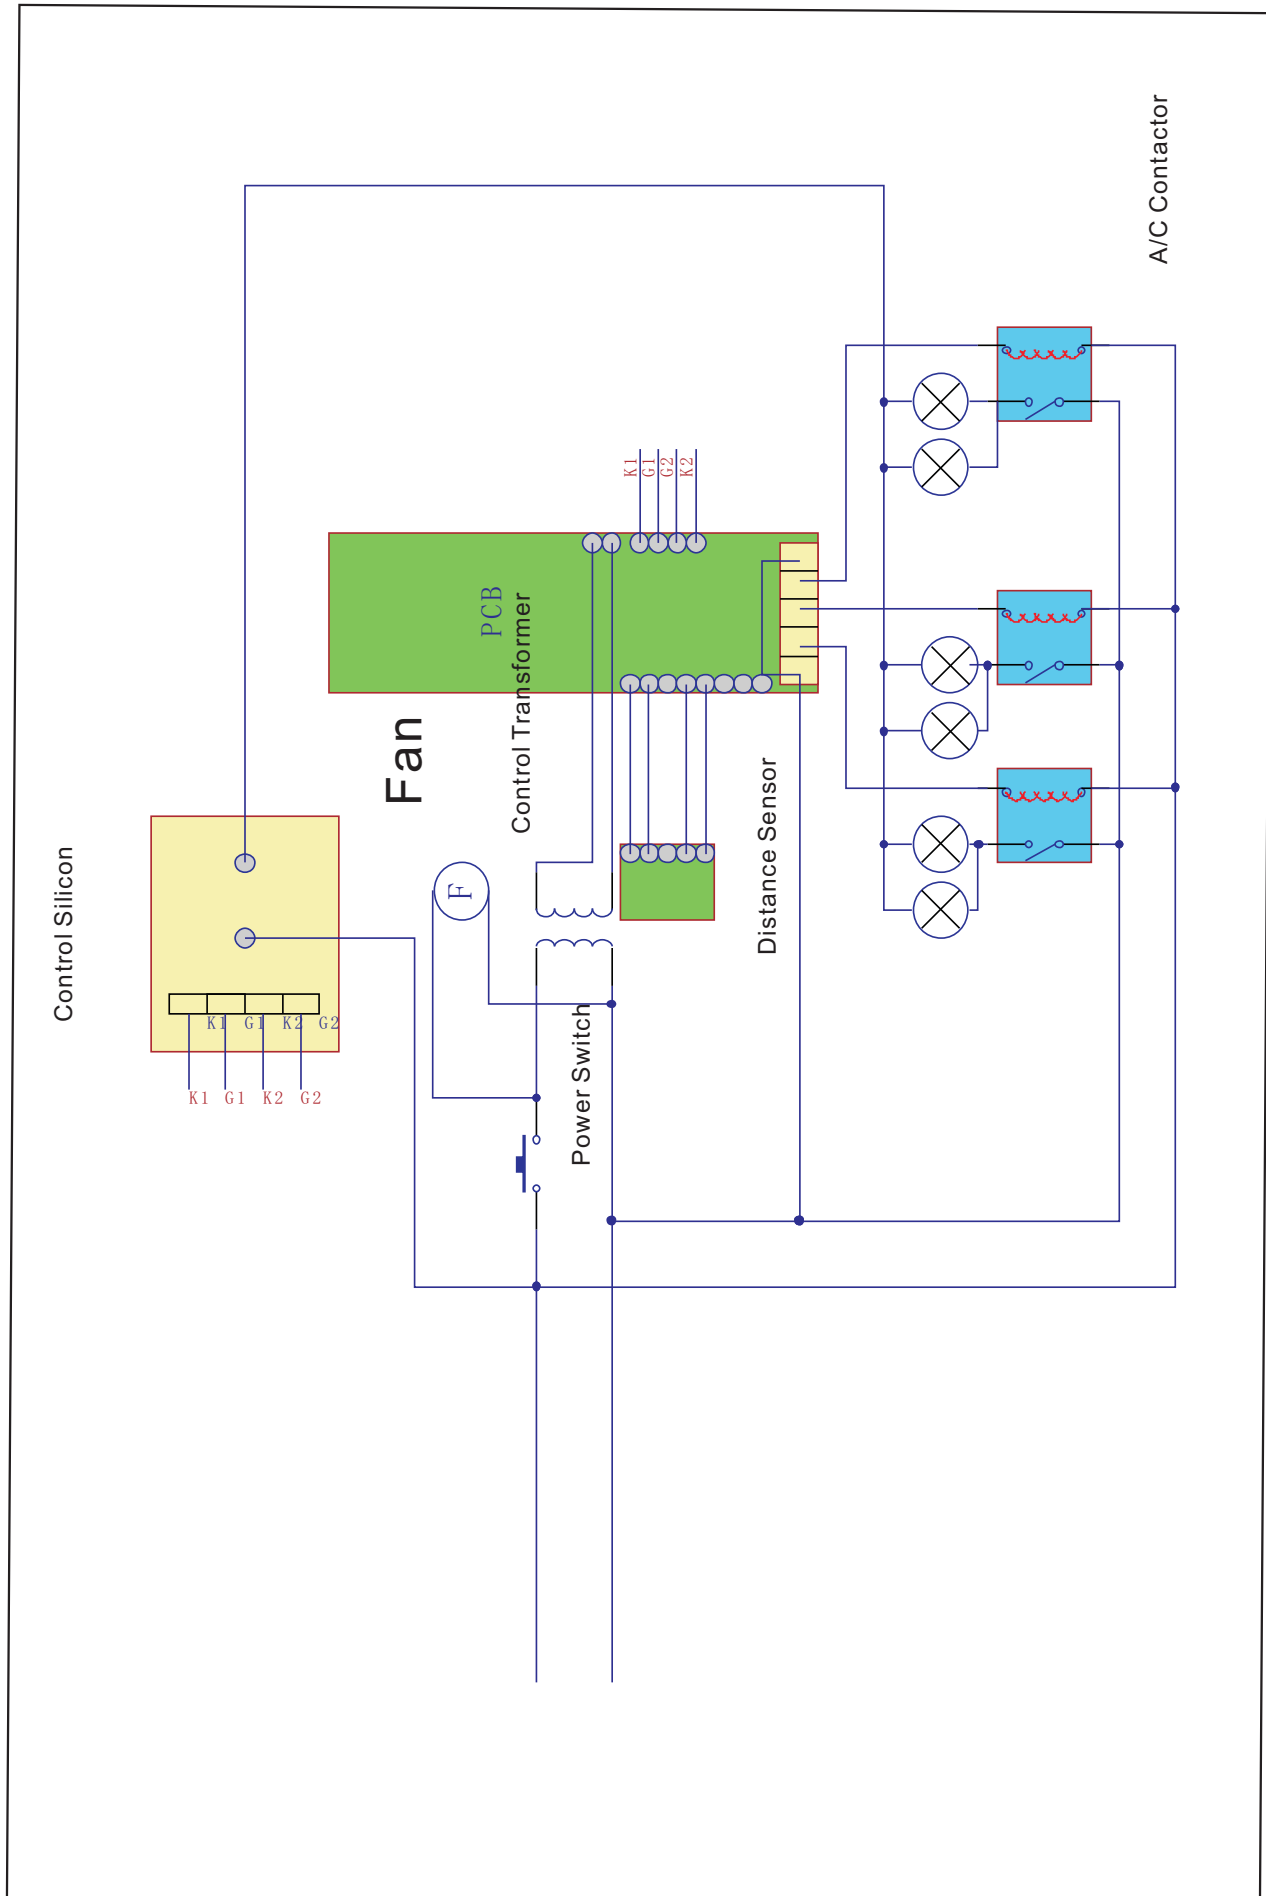 A/C Contactor
K1
G1
G2
K2
PCB
Control Transformer
Fan
Distance Sensor
Control Silicon
F
Power Switch
K1 G1 K2 G2
K1 G1 K2 G2